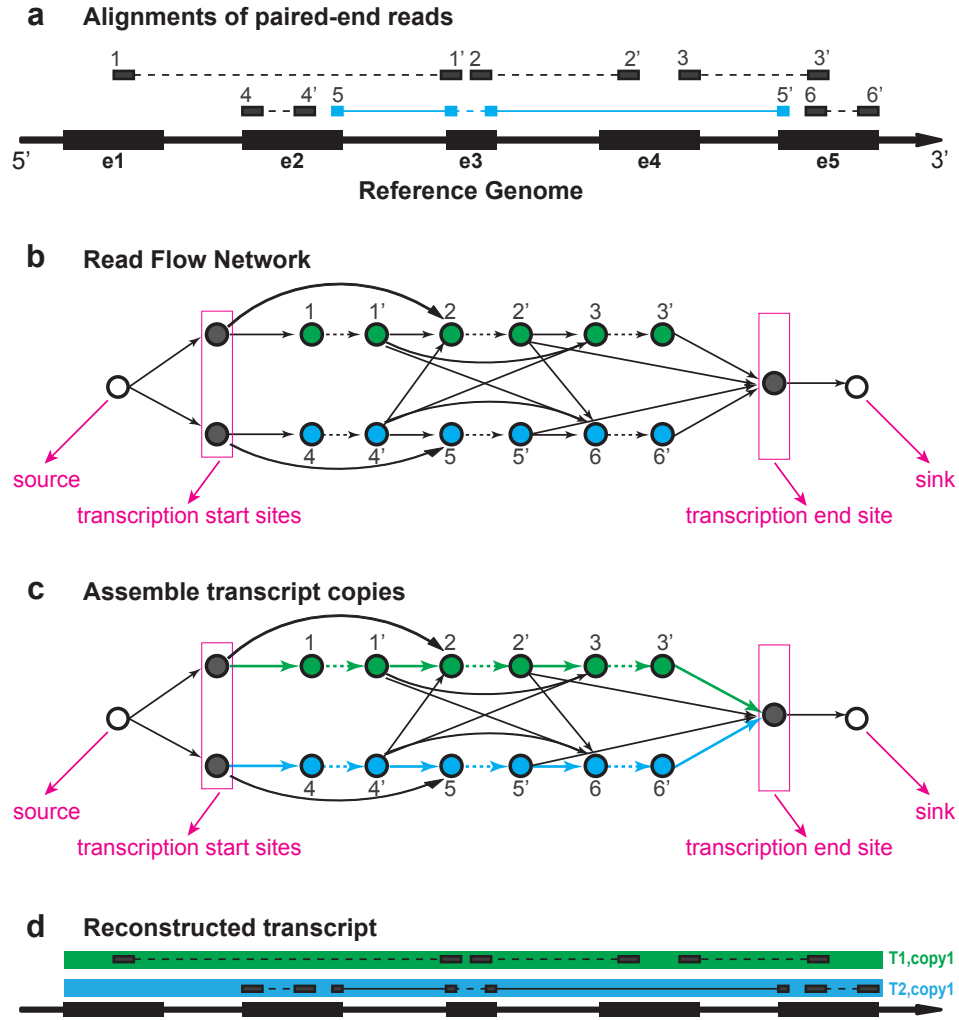 a Alignments of paired-end reads
1 1’ 2 2’ 3 3’
4 4’ 5 5’ 6 6’
5’ e1 e2 e3 e4 e5 3’
Reference Genome
b Read Flow Network
1 1’ 2 2’ 3 3’
4 4’ 5 5’ 6 6’
source transcription start sites transcription end site sink
c Assemble transcript copies
1 1’ 2 2’ 3 3’
4 4’ 5 5’ 6 6’
source transcription start sites transcription end site sink
d Reconstructed transcript
T1,copy1
T2,copy1